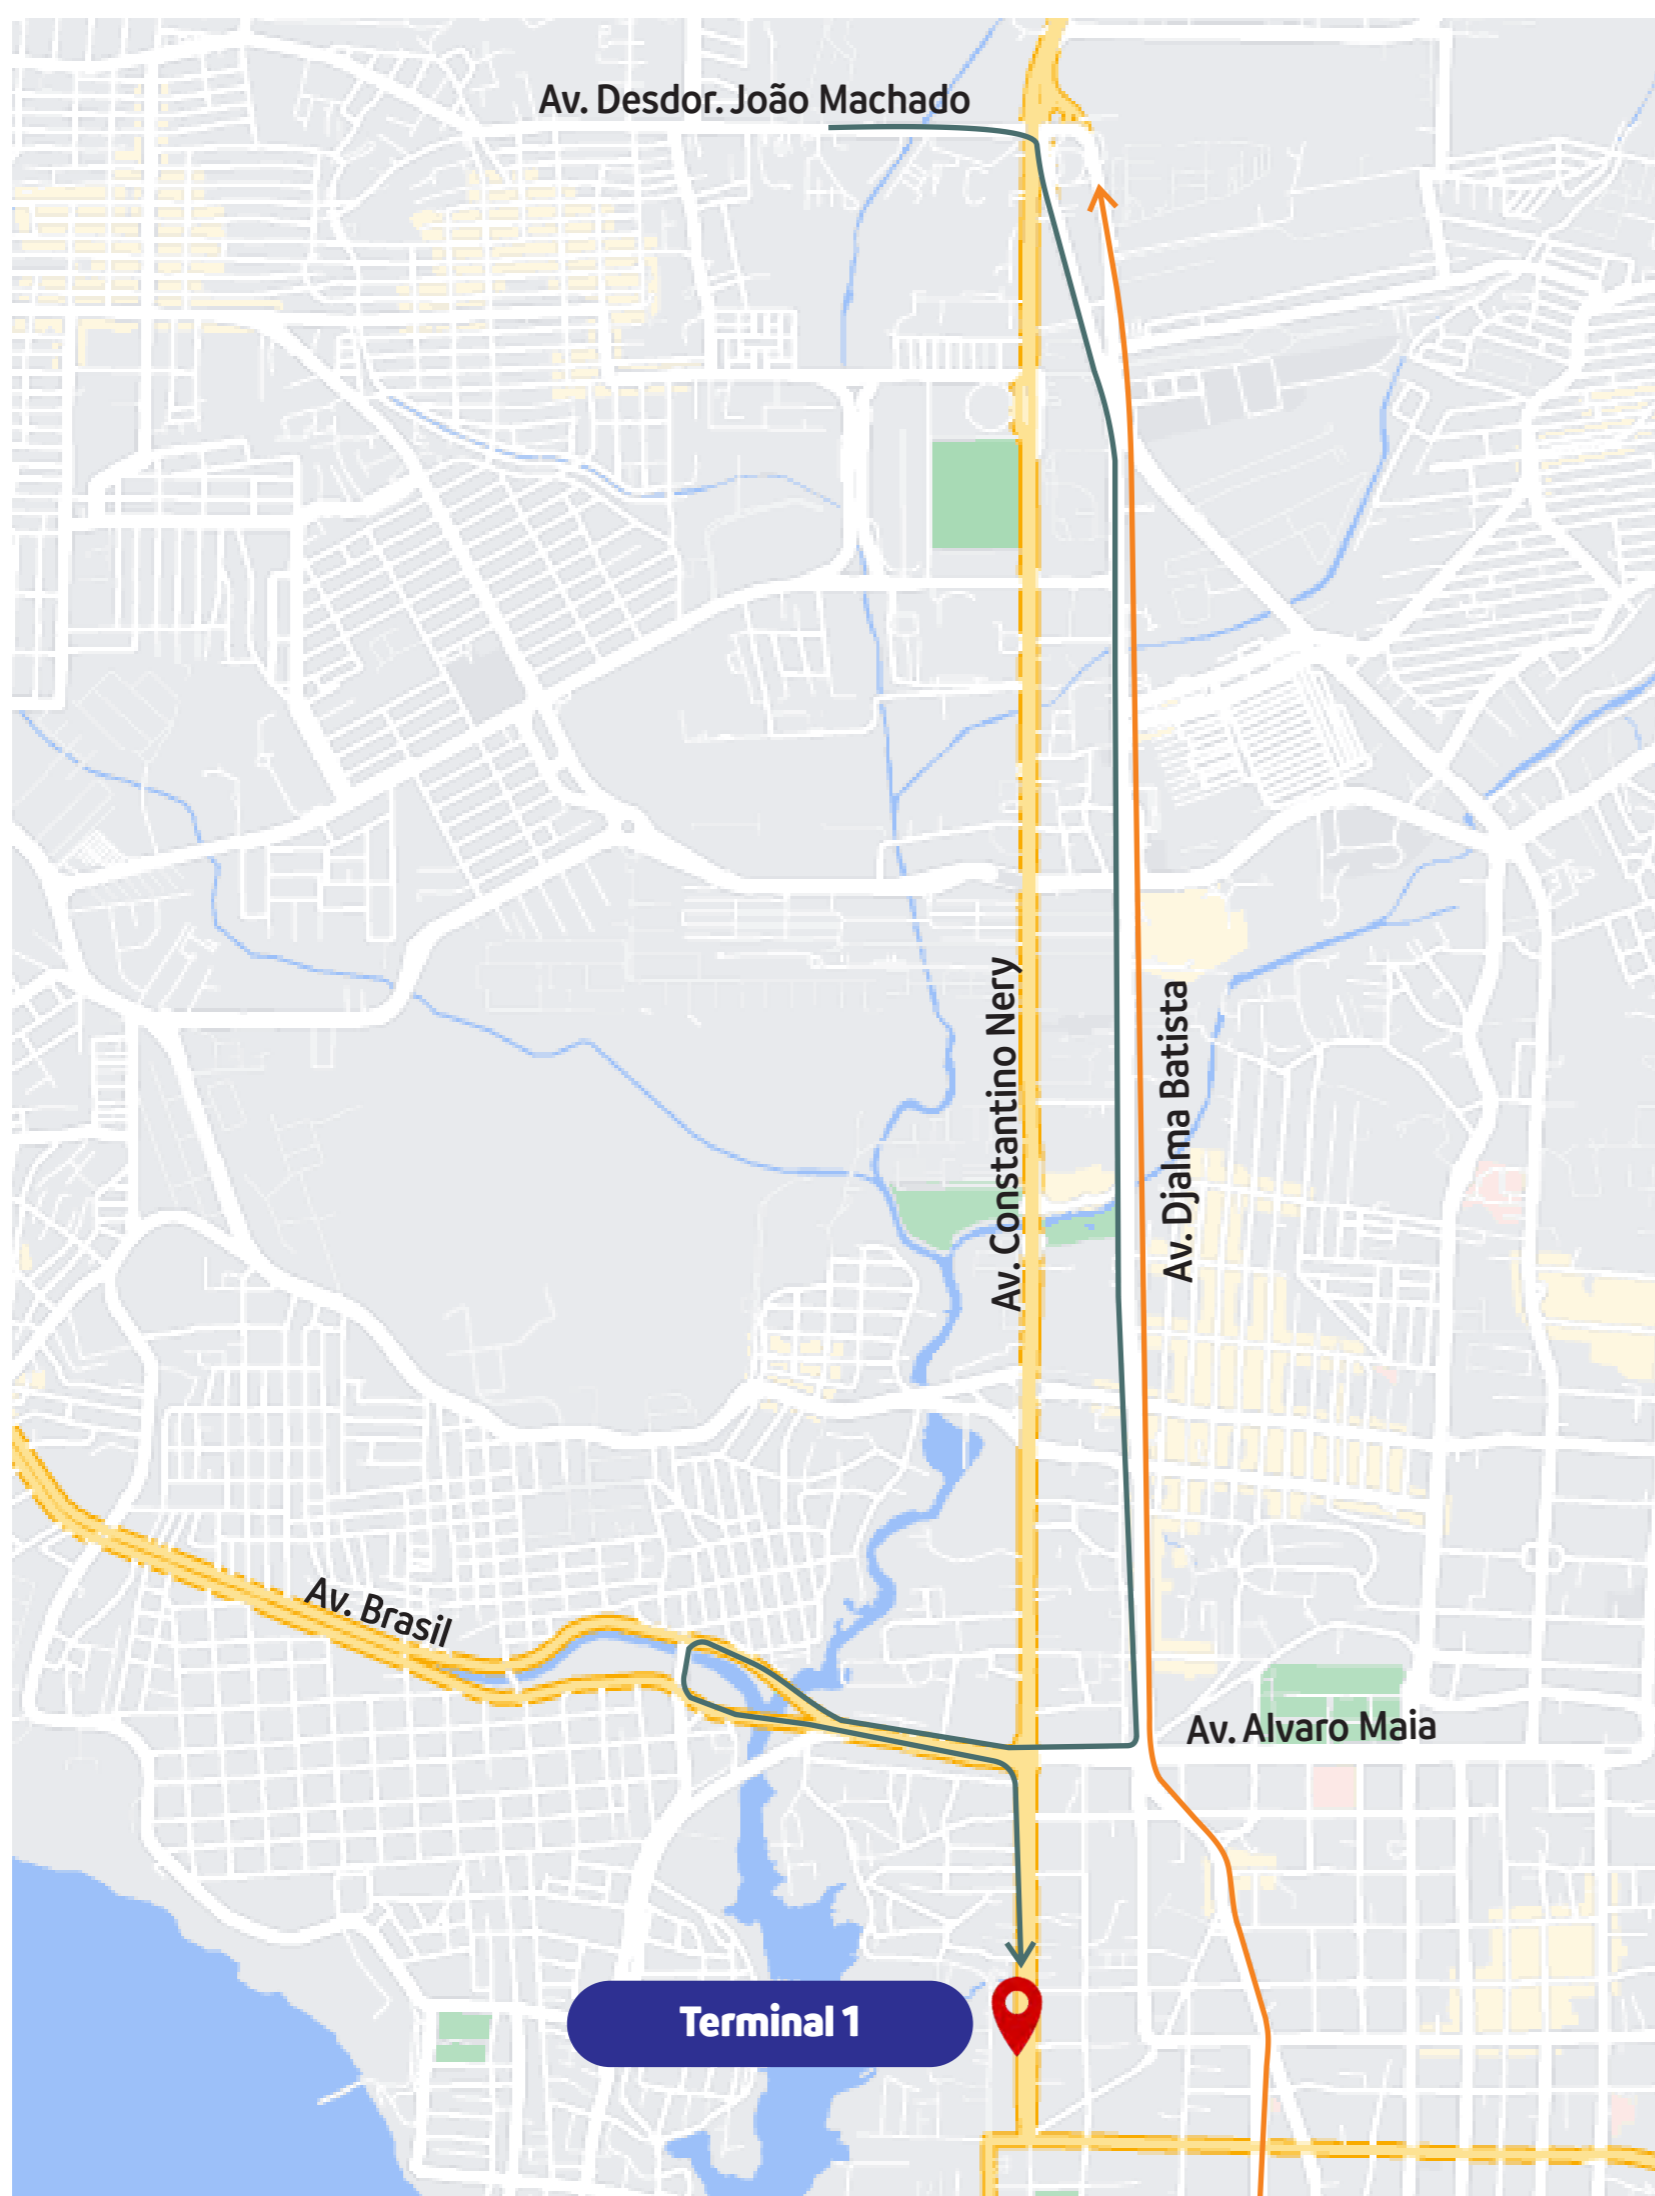 Av. Desdor. João Machado
Av. Constantino Nery
Av. Djalma Batista
Av. Brasil
Av. Alvaro Maia
Terminal 1